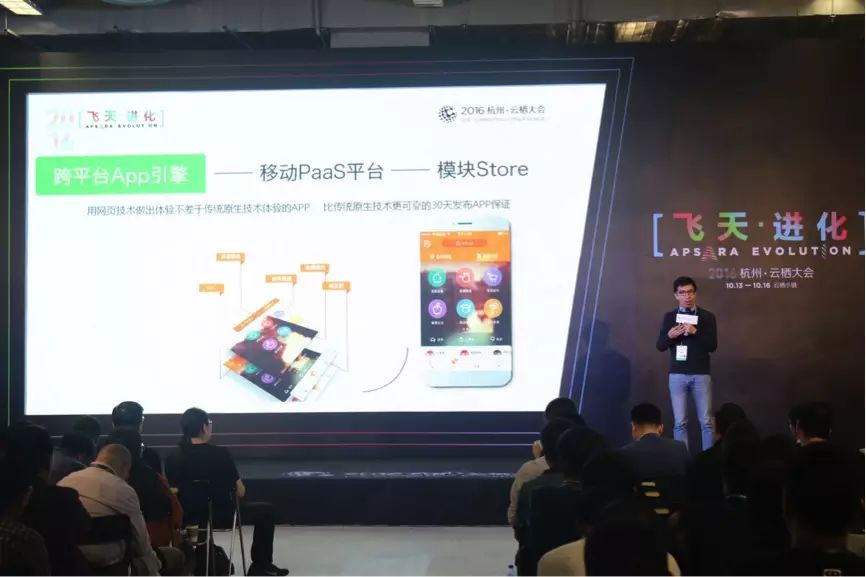 [ 飞天·进化 ]
APSARA EVOLUTION
2016 杭州·云栖大会
跨平台App引擎 —— 移动PaaS平台 —— 模块Store
用网页技术做出体验不差于传统原生技术体验的APP 比传统原生技术更可靠的30天发布APP保证
[ 飞天·进化 ]
APSARA EVOLUTION
2016 杭州·云栖大会
10.13 — 10.16 云栖小镇